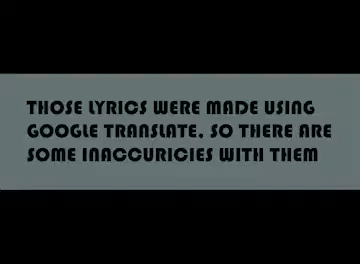 THOSE LYRICS WERE MADE USING
GOOGLE TRANSLATE, SO THERE ARE
SOME INACCURICIES WITH THEM